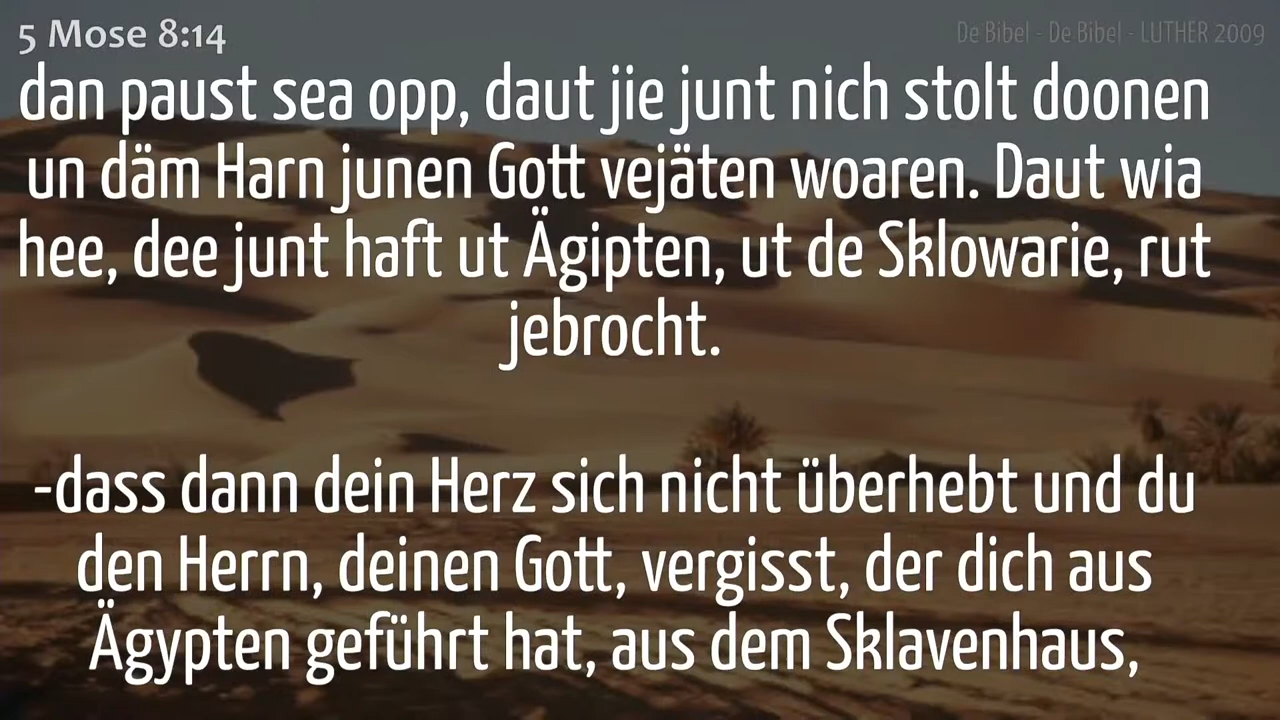 5 Mose 8:14
De Bibel - De Bibel - LUTHER 2009
dan paust sea opp, daut jie junt nich stolt doonen
un däm Harn junen Gott vejäten woaren. Daut wia
hee, dee junt haft ut Ägipten, ut de Sklowarie, rut
jebrocht.
-dass dann dein Herz sich nicht überhebt und du
den Herrn, deinen Gott, vergisst, der dich aus
Ägypten geführt hat, aus dem Sklavenhaus,